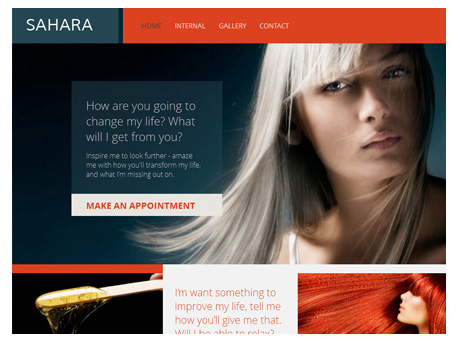 SAHARA
HOME INTERNAL GALLERY CONTACT
How are you going to
change my life? What
will I get from you?
Inspire me to look further - amaze
me with how you'll transform my life,
and what I'm missing out on.
MAKE AN APPOINTMENT
I'm want something to
improve my life, tell me
how you'll give me that.
Will I be able to relax?